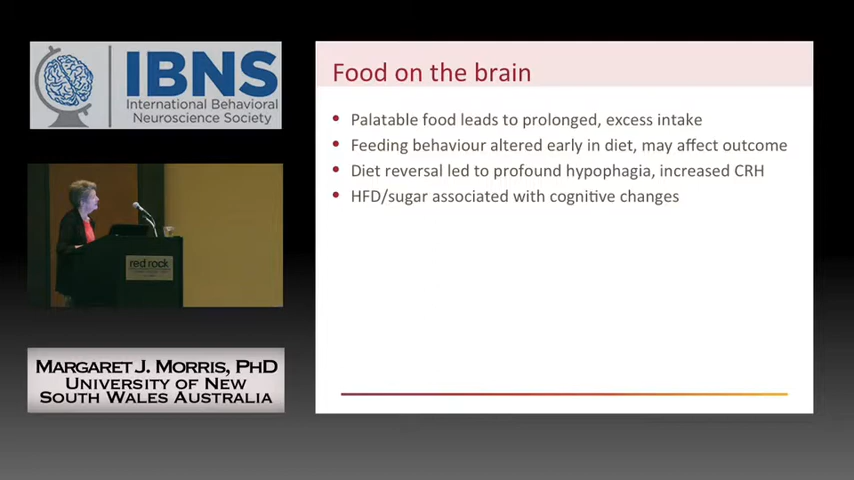 IBNS
International Behavioral
Neuroscience Society
red rock
MARGARET J. MORRIS, PHD
UNIVERSITY OF NEW
SOUTH WALES AUSTRALIA
Food on the brain
• Palatable food leads to prolonged, excess intake
• Feeding behaviour altered early in diet, may affect outcome
• Diet reversal led to profound hypophagia, increased CRH
• HFD/sugar associated with cognitive changes